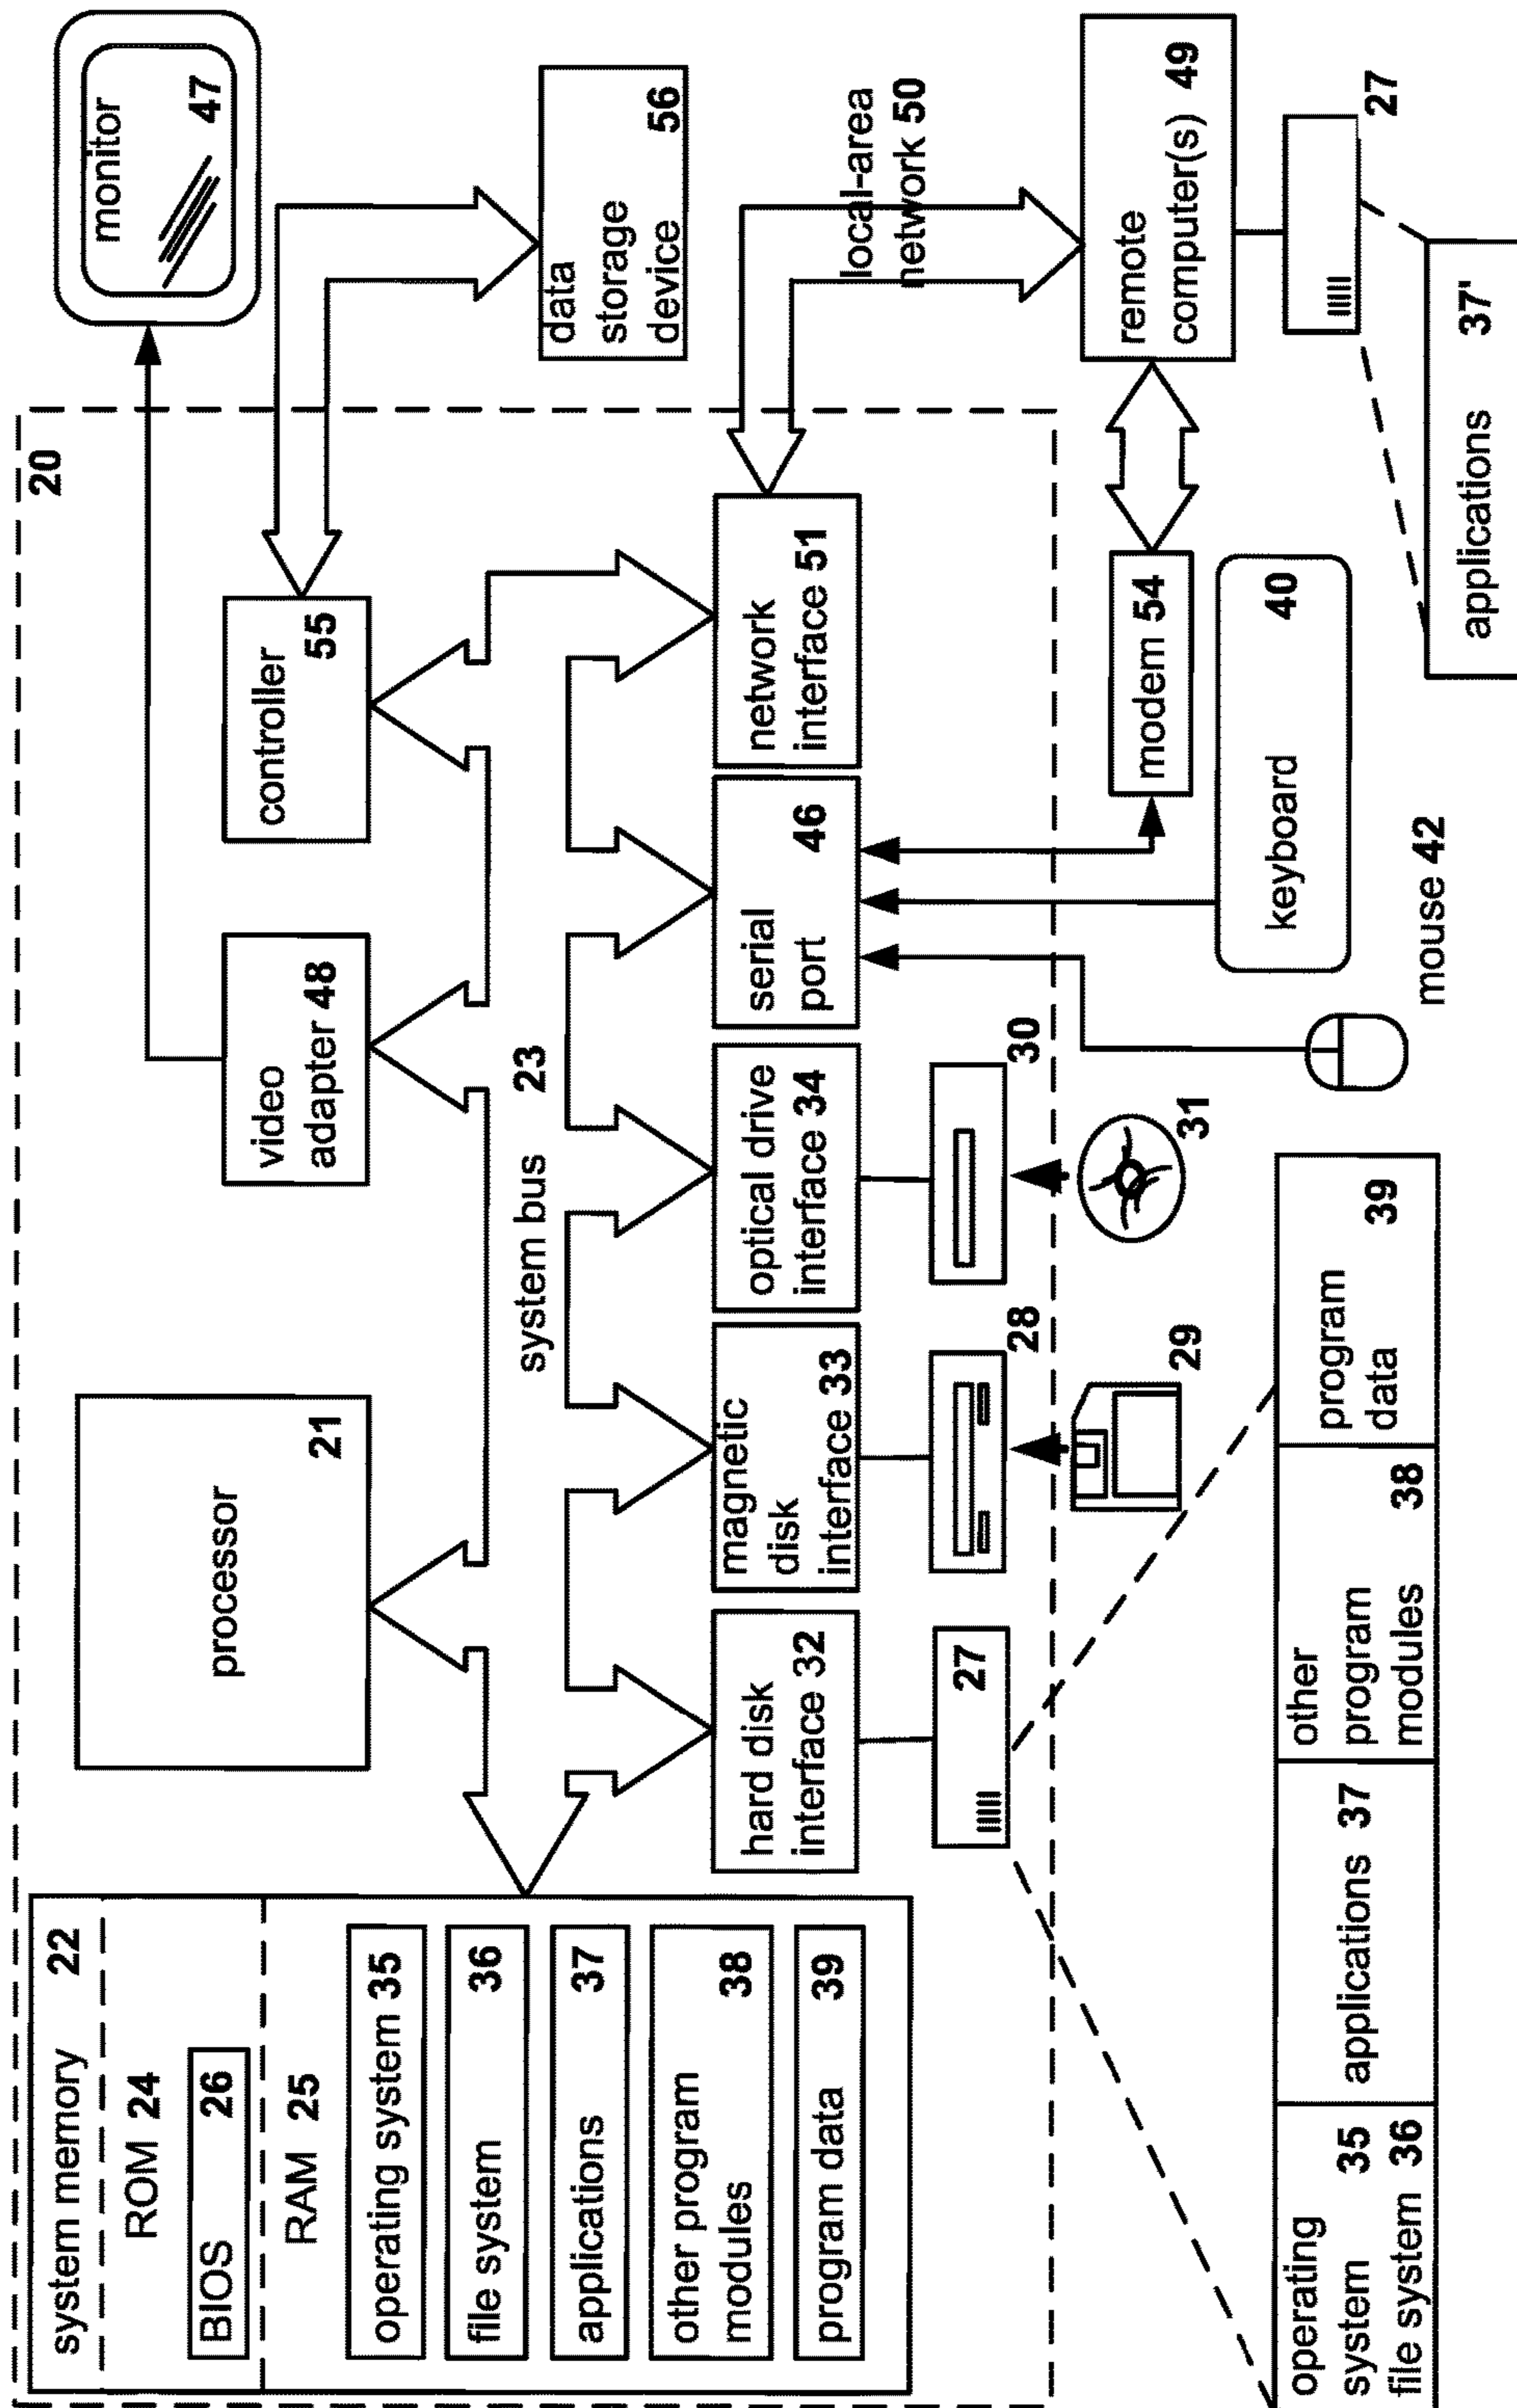 system memory 22
ROM 24
BIOS 26
RAM 25
operating system 35
file system 36
applications 37
other program
modules 38
program data 39
20
processor
21
video
adapter 48
controller
55
monitor
47
system bus 23
data
storage
device 56
hard disk
interface 32
magnetic
disk
interface 33
optical drive
interface 34
serial
port 46
network
interface 51
local-area
network 50
27
28
30
29
31
modem 54
remote
computer(s) 49
keyboard
40
mouse 42
27
operating
system 35
file system 36
applications 37
other
program
modules 38
program
data 39
applications 37'